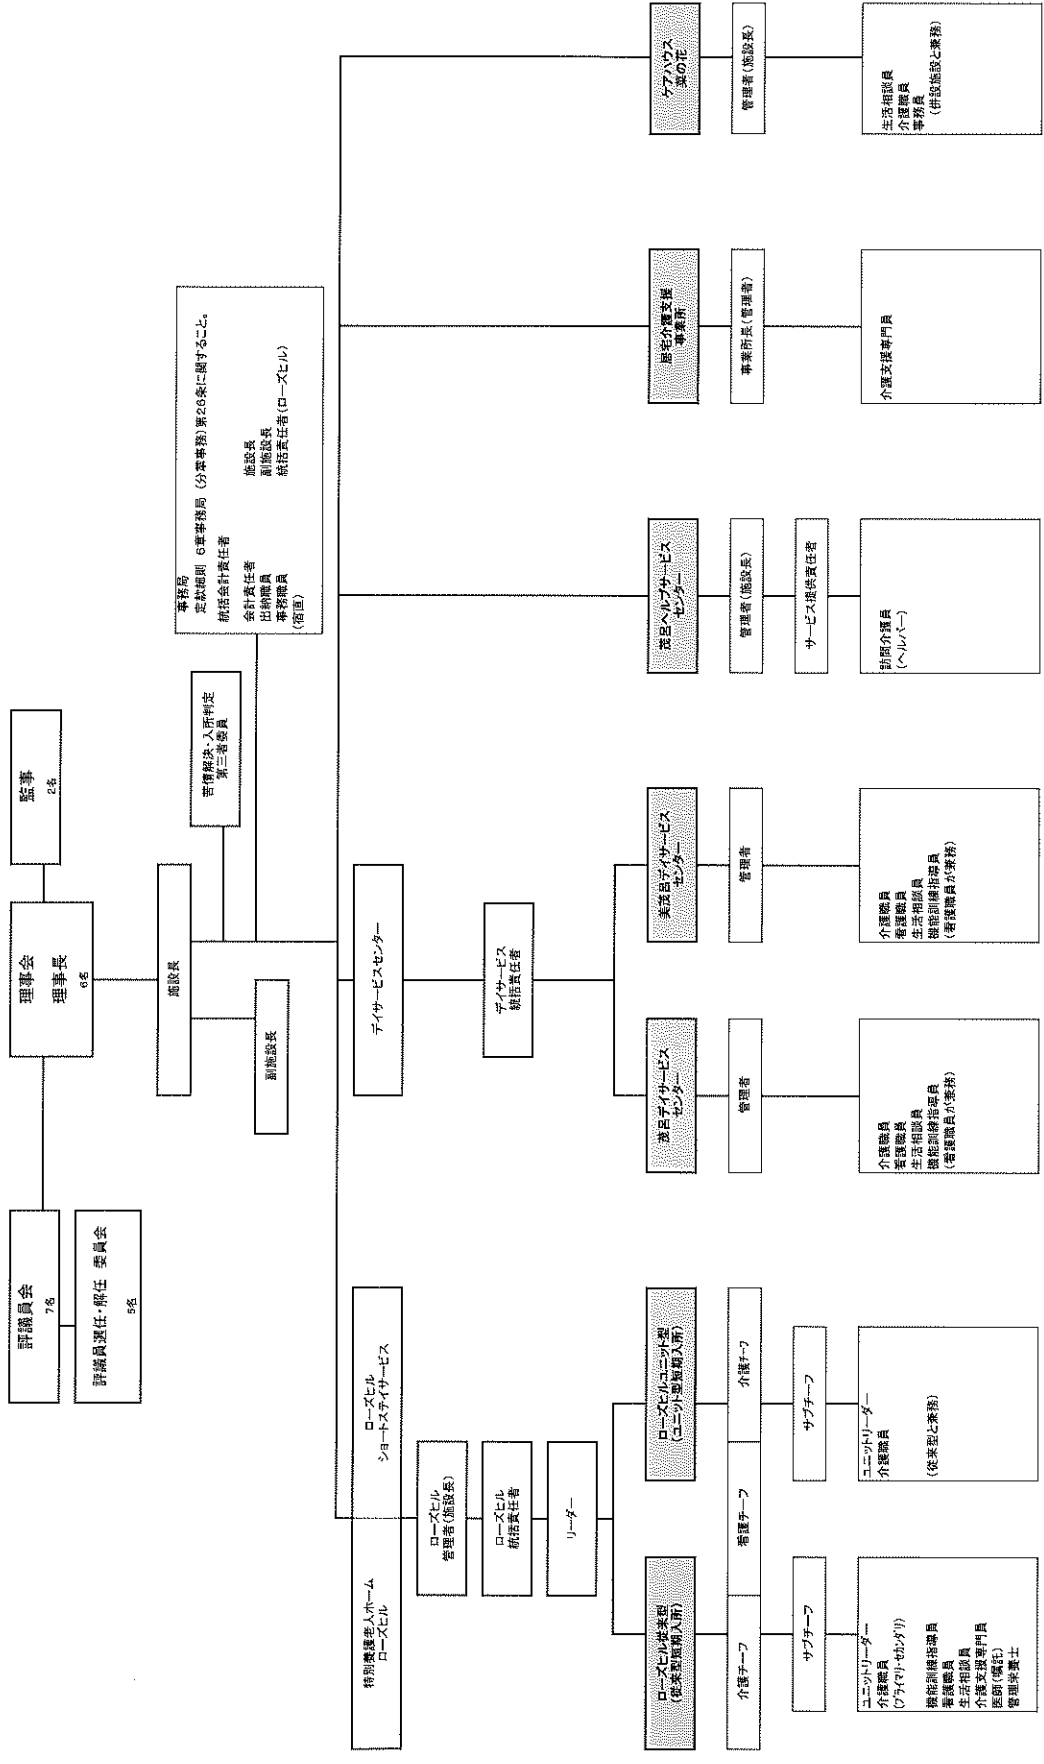 評議員会
7名
評議員選任・解任 委員会
5名
理事会
理事長
6名
監事
2名
施設長
副施設長
苦情解決・入所判定
第三者委員
事務局
定款細則 6章事務局 (分掌事務)第26条に関すること。
統括会計責任者
会計責任者 施設長
出納職員 副施設長
事務職員 統括責任者(ローズヒル)
(宿直)
特別養護老人ホーム
ローズヒル
ローズヒル
ショートステイサービス
ローズヒル
管理者(施設長)
ローズヒル
統括責任者
リーダー
ローズヒル従来型
(従来型短期入所)
ローズヒルユニット型
(ユニット型短期入所)
介護チーフ
看護チーフ
介護チーフ
サブチーフ
サブチーフ
ユニットリーダー
介護職員
(プライマリ・セカンダリ)
機能訓練指導員
看護職員
生活相談員
介護支援専門員
医師(嘱託)
管理栄養士
ユニットリーダー
介護職員
(従来型と兼務)
デイサービスセンター
デイサービス
統括責任者
茂呂デイサービス
センター
管理者
介護職員
看護職員
生活相談員
機能訓練指導員
(看護職員が兼務)
美茂呂デイサービス
センター
管理者
介護職員
看護職員
生活相談員
機能訓練指導員
(看護職員が兼務)
茂呂ヘルプサービス
センター
管理者(施設長)
サービス提供責任者
訪問介護員
(ヘルパー)
居宅介護支援
事業所
事業所長(管理者)
介護支援専門員
ケアハウス
菜の花
管理者(施設長)
生活相談員
介護職員
事務員
(併設施設と兼務)